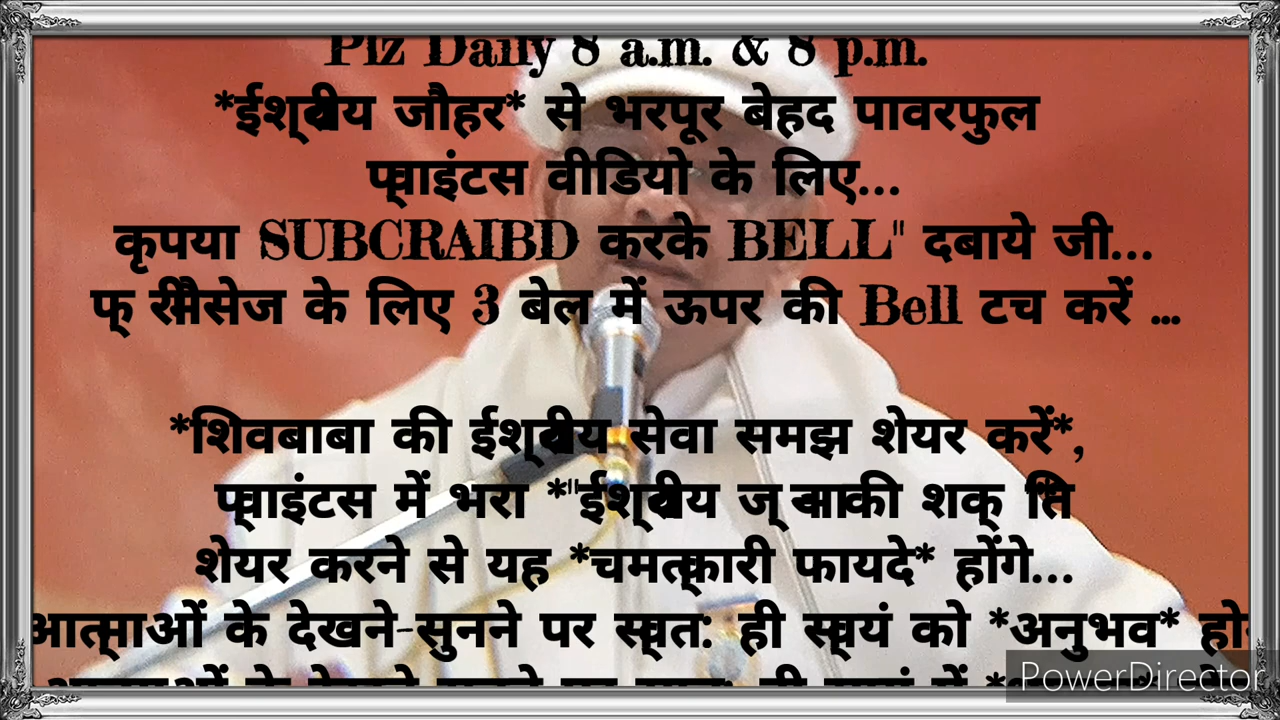 Plz Daily 8 a.m. & 8 p.m.
*ईश्वरीय जौहर* से भरपूर बेहद पावरफुल
प्वाइंटस वीडियो के लिए...
कृपया SUBCRAIBD करके BELL" दबाये जी...
फ्री मैसेज के लिए 3 बेल में ऊपर की Bell टच करें ...
*शिवबाबा की ईश्वरीय सेवा समझ शेयर करें*,
प्वाइंटस में भरा *"ईश्वरीय ज्ञान की शक्ति
शेयर करने से यह *चमत्कारी फायदे* होंगे...
आत्माओं के देखने-सुनने पर स्वत: ही स्वयं को *अनुभव*
PowerDirector